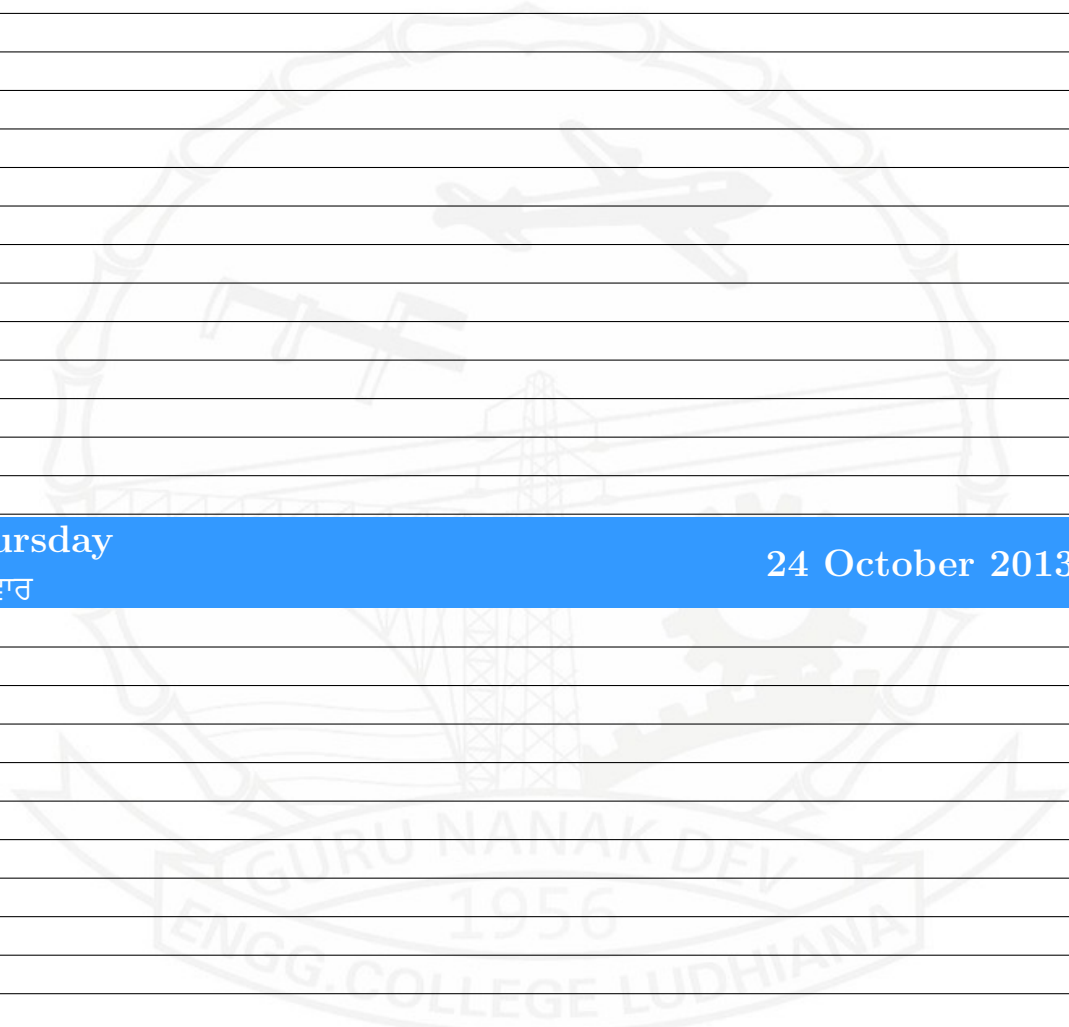 ursday
24 October 2013
ਵਾਰ
GURU NANAK DEV
1956
ENGG.COLLEGE LUDHIANA